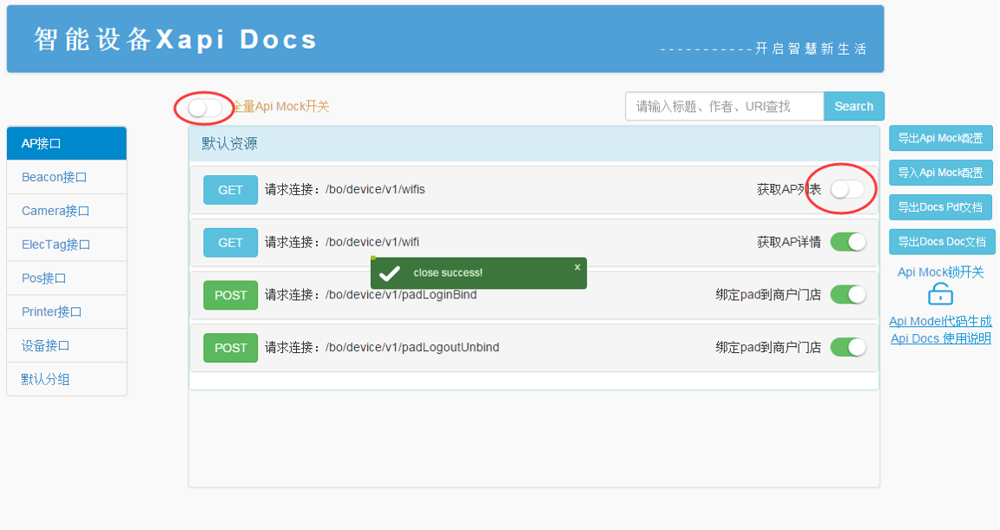 智能设备Xapi Docs
-----------开启智慧新生活
全量Api Mock开关
请输入标题、作者、URI查找
Search
AP接口
Beacon接口
Camera接口
ElecTag接口
Pos接口
Printer接口
设备接口
默认分组
默认资源
GET 请求连接：/bo/device/v1/wifis 获取AP列表
GET 请求连接：/bo/device/v1/wifi 获取AP详情
close success! x
POST 请求连接：/bo/device/v1/padLoginBind 绑定pad到商户门店
POST 请求连接：/bo/device/v1/padLogoutUnbind 绑定pad到商户门店
导出Api Mock配置
导入Api Mock配置
导出Docs Pdf文档
导出Docs Doc文档
Api Mock锁开关
Api Model代码生成
Api Docs 使用说明